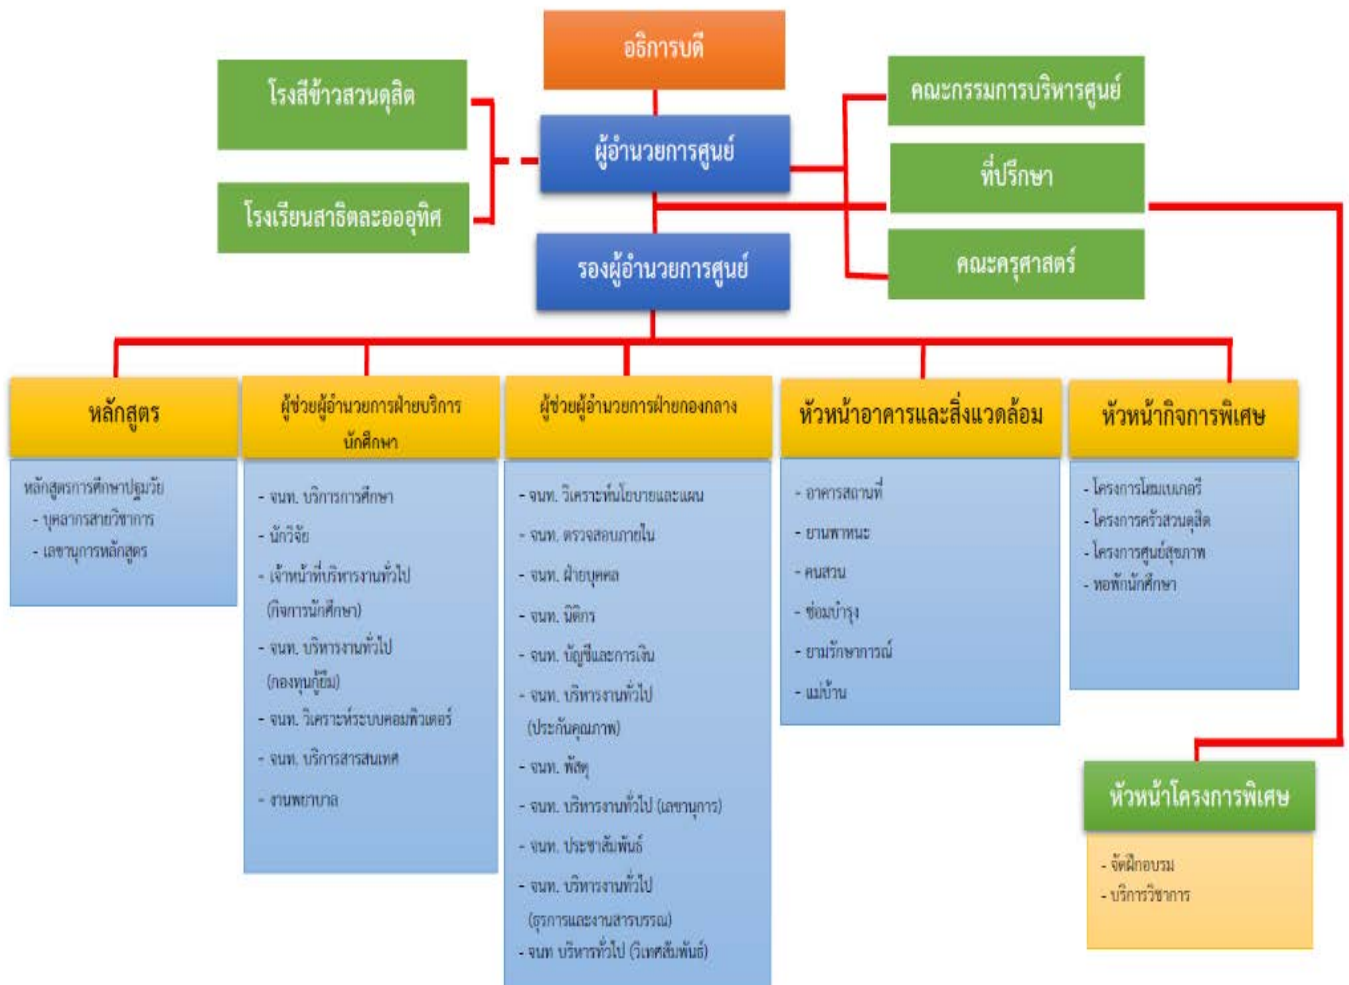 อธิการบดี
โรงสีข้าวสวนดุสิต
คณะกรรมการบริหารศูนย์
ผู้อำนวยการศูนย์
ที่ปรึกษา
โรงเรียนสาธิตละอออุทิศ
รองผู้อำนวยการศูนย์
คณะครุศาสตร์
หลักสูตร
หลักสูตรการศึกษาปฐมวัย
- บุคลากรสายวิชาการ
- เลขานุการหลักสูตร
ผู้ช่วยผู้อำนวยการฝ่ายบริการ
นักศึกษา
- จนท. บริการการศึกษา
- นักวิจัย
- เจ้าหน้าที่บริหารงานทั่วไป
(กิจการนักศึกษา)
- จนท. บริหารงานทั่วไป
(กองทุนกู้ยืม)
- จนท. วิเคราะห์ระบบคอมพิวเตอร์
- จนท. บริการสารสนเทศ
- งานพยาบาล
ผู้ช่วยผู้อำนวยการฝ่ายกองกลาง
- จนท. วิเคราะห์นโยบายและแผน
- จนท. ตรวจสอบภายใน
- จนท. ฝ่ายบุคคล
- จนท. นิติกร
- จนท. บัญชีและการเงิน
- จนท. บริหารงานทั่วไป
(ประกันคุณภาพ)
- จนท. พัสดุ
- จนท. บริหารงานทั่วไป (เลขานุการ)
- จนท. ประชาสัมพันธ์
- จนท. บริหารงานทั่วไป
(ธุรการและงานสารบรรณ)
- จนท บริหารทั่วไป (วิเทศสัมพันธ์)
หัวหน้าอาคารและสิ่งแวดล้อม
- อาคารสถานที่
- ยานพาหนะ
- คนสวน
- ซ่อมบำรุง
- ยามรักษาการณ์
- แม่บ้าน
หัวหน้ากิจการพิเศษ
- โครงการโฮมเบเกอรี่
- โครงการครัวสวนดุสิต
- โครงการศูนย์สุขภาพ
- หอพักนักศึกษา
หัวหน้าโครงการพิเศษ
- จัดฝึกอบรม
- บริการวิชาการ